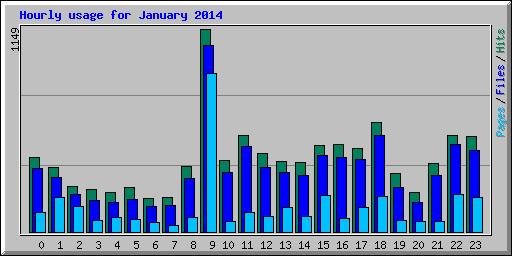 Hourly usage for January 2014
1149
Pages/Files/Hits
0 1 2 3 4 5 6 7 8 9 10 11 12 13 14 15 16 17 18 19 20 21 22 23